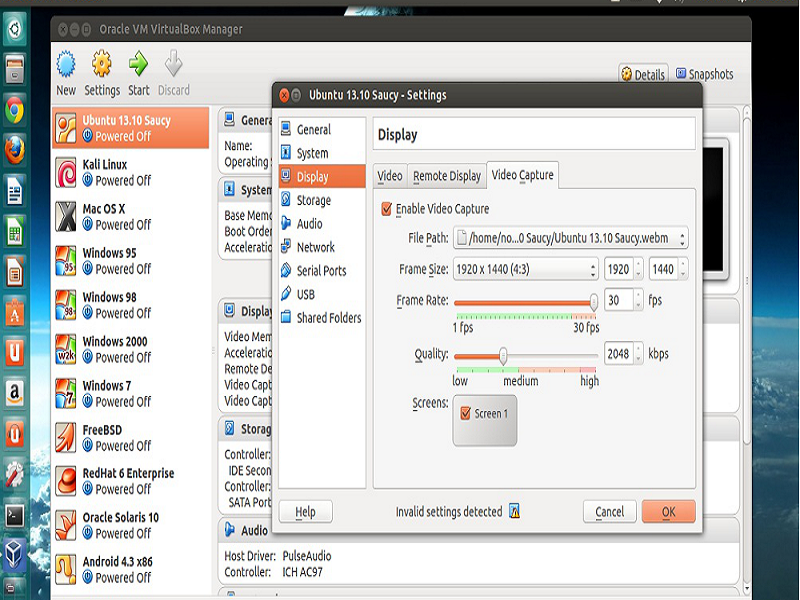 Oracle VM VirtualBox Manager
New Settings Start Discard
Details Snapshots
Ubuntu 13.10 Saucy
Powered Off
Kali Linux
Powered Off
Mac OS X
Powered Off
Windows 95
Powered Off
Windows 98
Powered Off
Windows 2000
Powered Off
Windows 7
Powered Off
FreeBSD
Powered Off
RedHat 6 Enterprise
Powered Off
Oracle Solaris 10
Powered Off
Android 4.3 x86
Powered Off
95
98
w2k
7
Genera
Name:
Operating S
System
Base Memo
Boot Order
Acceleratio
Display
Video Mem
Acceleratio
Remote De
Video Capt
Video Capt
Storag
Controller:
IDE Secon
Controller:
SATA Port
Audio
Host Driver: PulseAudio
Controller: ICH AC97
Ubuntu 13.10 Saucy - Settings
General
System
Display
Storage
Audio
Network
Serial Ports
USB
Shared Folders
Display
Video Remote Display Video Capture
Enable Video Capture
File Path: /home/no...0 Saucy/Ubuntu 13.10 Saucy.webm
Frame Size: 1920 x 1440 (4:3) 1920 1440
Frame Rate: 30 fps
1 fps 30 fps
Quality: 2048 kbps
low medium high
Screens: Screen 1
Help Invalid settings detected Cancel OK